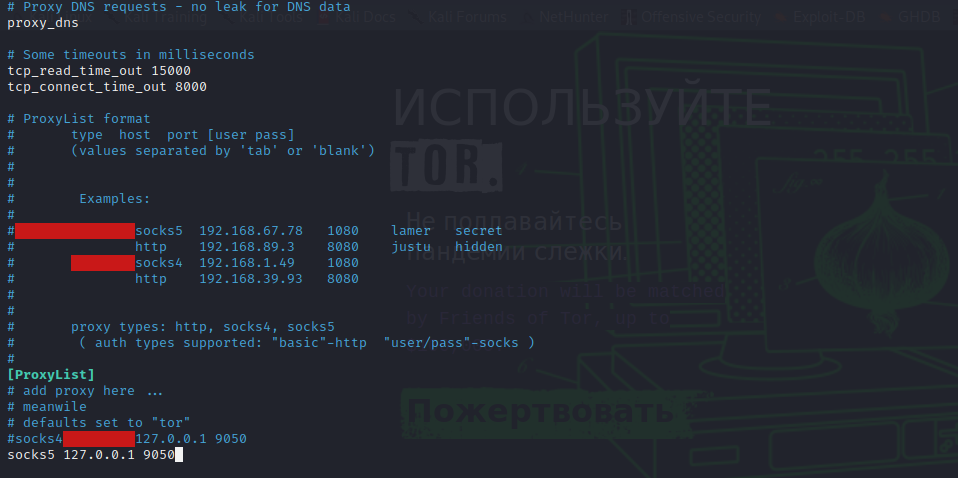 Kali Training Kali Tools Kali Docs Kali Forums NetHunter Offensive Security Exploit-DB GHDB
# Proxy DNS requests - no leak for DNS data
proxy_dns
# Some timeouts in milliseconds
tcp_read_time_out 15000
tcp_connect_time_out 8000
# ProxyList format
# type host port [user pass]
# (values separated by 'tab' or 'blank')
#
#
# Examples:
#
# socks5 192.168.67.78 1080 lamer secret
# http 192.168.89.3 8080 justu hidden
# socks4 192.168.1.49 1080
# http 192.168.39.93 8080
#
#
# proxy types: http, socks4, socks5
# ( auth types supported: "basic"-http "user/pass"-socks )
#
[ProxyList]
# add proxy here ...
# meanwile
# defaults set to "tor"
#socks4 127.0.0.1 9050
socks5 127.0.0.1 9050
ИСПОЛЬЗУЙТЕ
TOR.
Не поддавайтесь
пандемии слежки.
Your donation will be matched
by Friends of Tor, up to
Пожертвовать
255.255